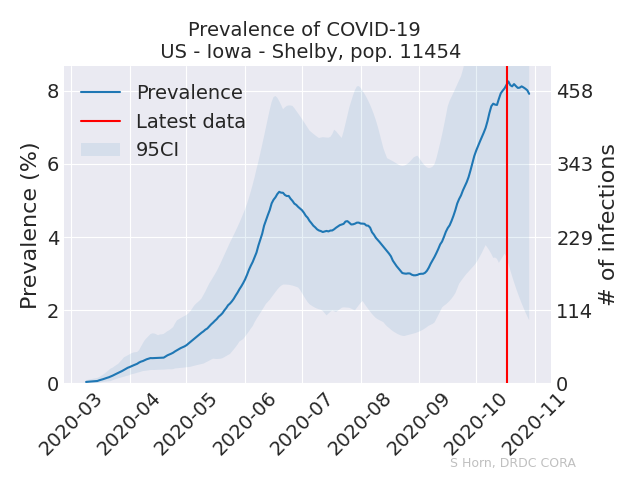 Prevalence of COVID-19
US - Iowa - Shelby, pop. 11454
Prevalence
Latest data
95CI
Prevalence (%)
8
6
4
2
0
458
343
229
114
0
# of infections
2020-03
2020-04
2020-05
2020-06
2020-07
2020-08
2020-09
2020-10
2020-11
S Horn, DRDC CORA